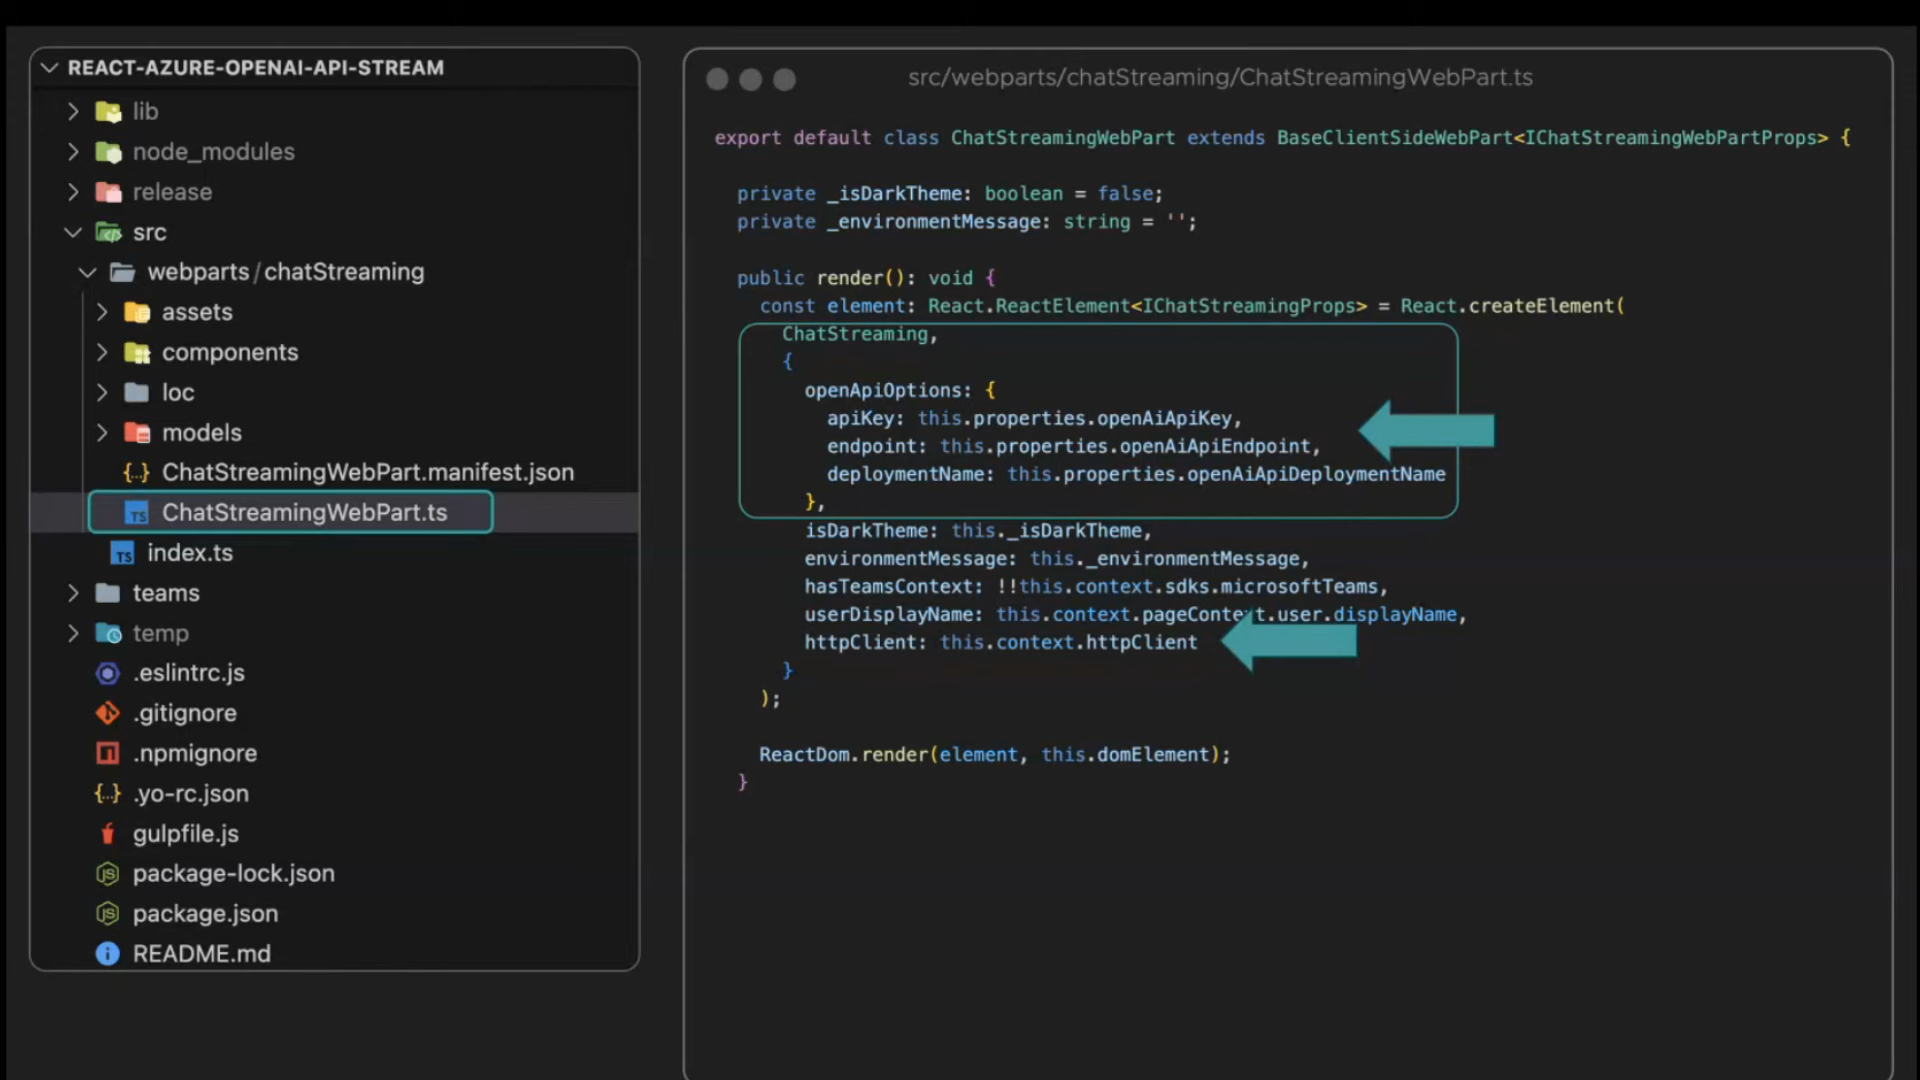 REACT-AZURE-OPENAI-API-STREAM
lib
node_modules
release
src
webparts/chatStreaming
assets
components
loc
models
ChatStreamingWebPart.manifest.json
ChatStreamingWebPart.ts
index.ts
teams
temp
.eslintrc.js
.gitignore
.npmignore
.yo-rc.json
gulpfile.js
package-lock.json
package.json
README.md
src/webparts/chatStreaming/ChatStreamingWebPart.ts
export default class ChatStreamingWebPart extends BaseClientSideWebPart<IChatStreamingWebPartProps> {
private _isDarkTheme: boolean = false;
private _environmentMessage: string = '';
public render(): void {
const element: React.ReactElement<IChatStreamingProps> = React.createElement(
ChatStreaming,
{
openApiOptions: {
apiKey: this.properties.openAiApiKey,
endpoint: this.properties.openAiApiEndpoint,
deploymentName: this.properties.openAiApiDeploymentName
},
isDarkTheme: this._isDarkTheme,
environmentMessage: this._environmentMessage,
hasTeamsContext: !!this.context.sdks.microsoftTeams,
userDisplayName: this.context.pageContext.user.displayName,
httpClient: this.context.httpClient
}
);
ReactDom.render(element, this.domElement);
}